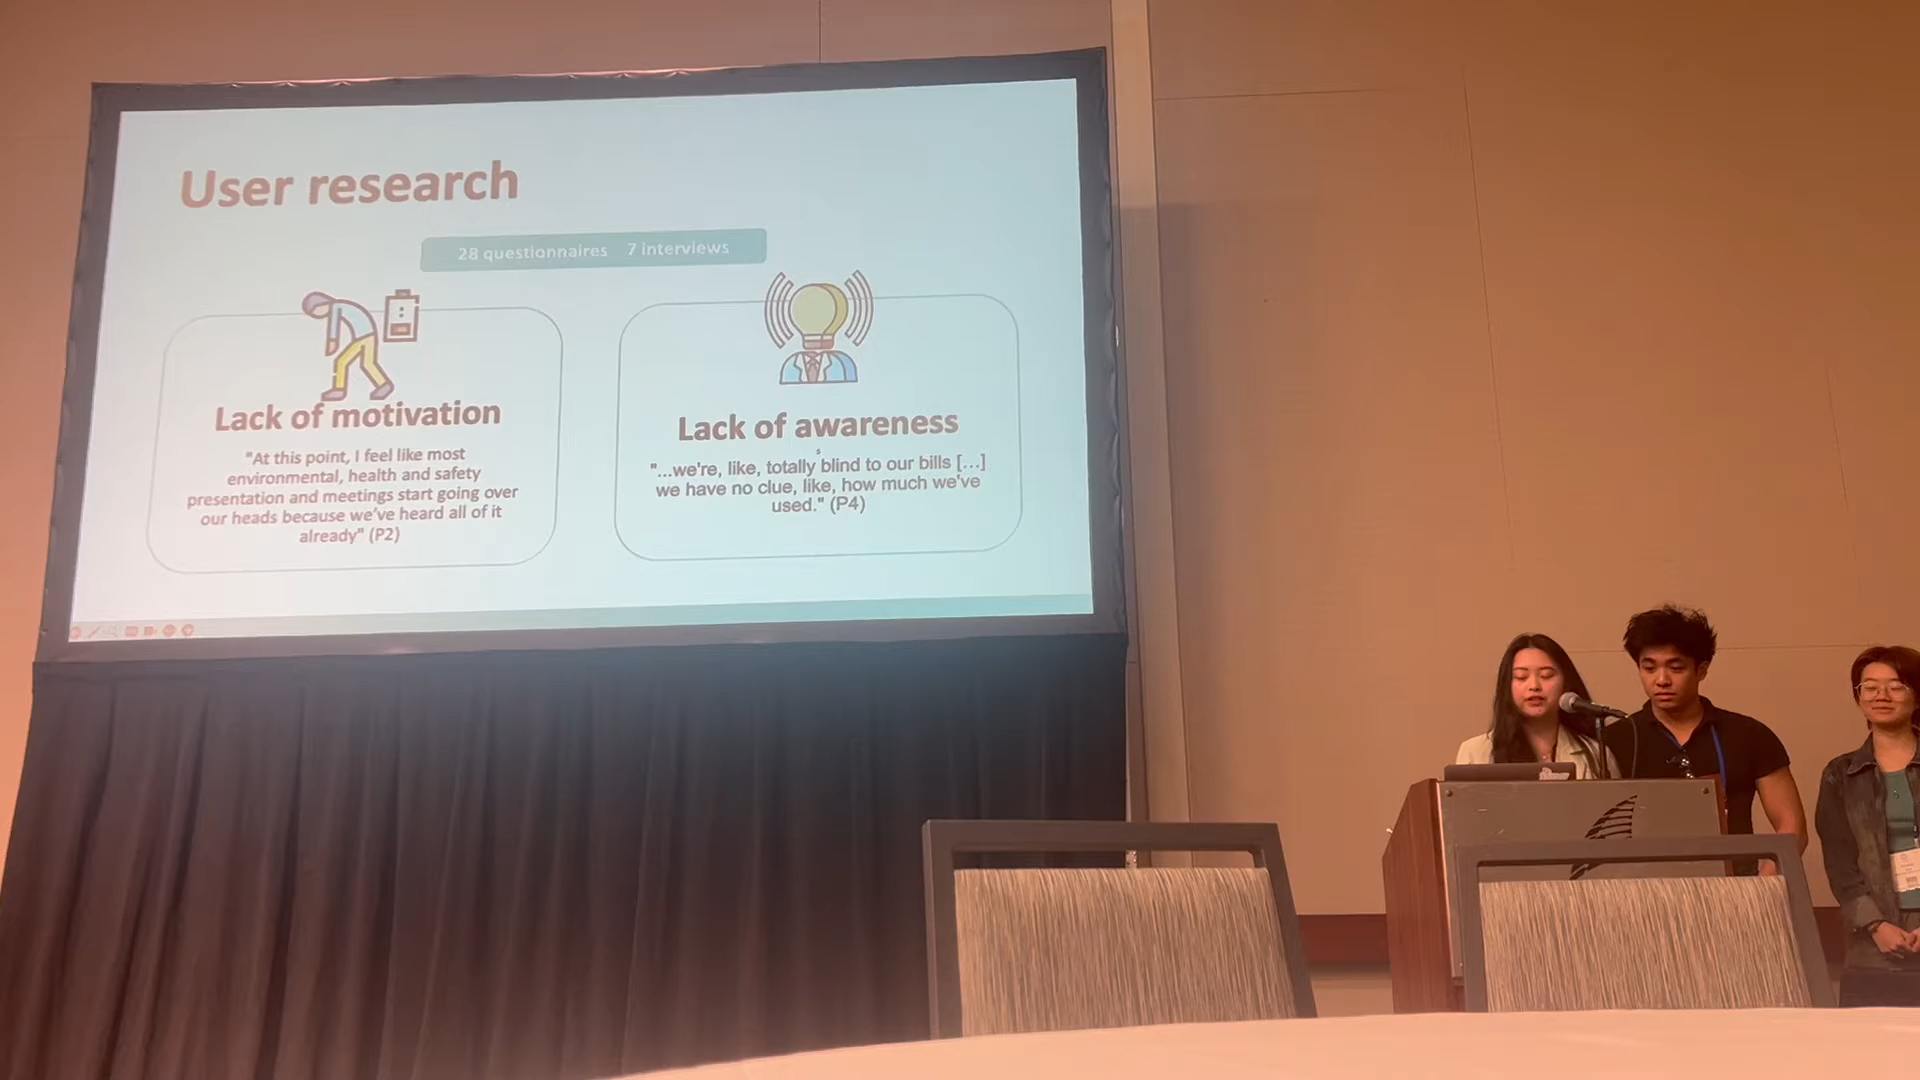 User research
28 questionnaires 7 interviews
Lack of motivation
"At this point, I feel like most
environmental, health and safety
presentation and meetings start going over
our heads because we've heard all of it
already" (P2)
Lack of awareness
s
"...we're, like, totally blind to our bills [...]
we have no clue, like, how much we've
used." (P4)